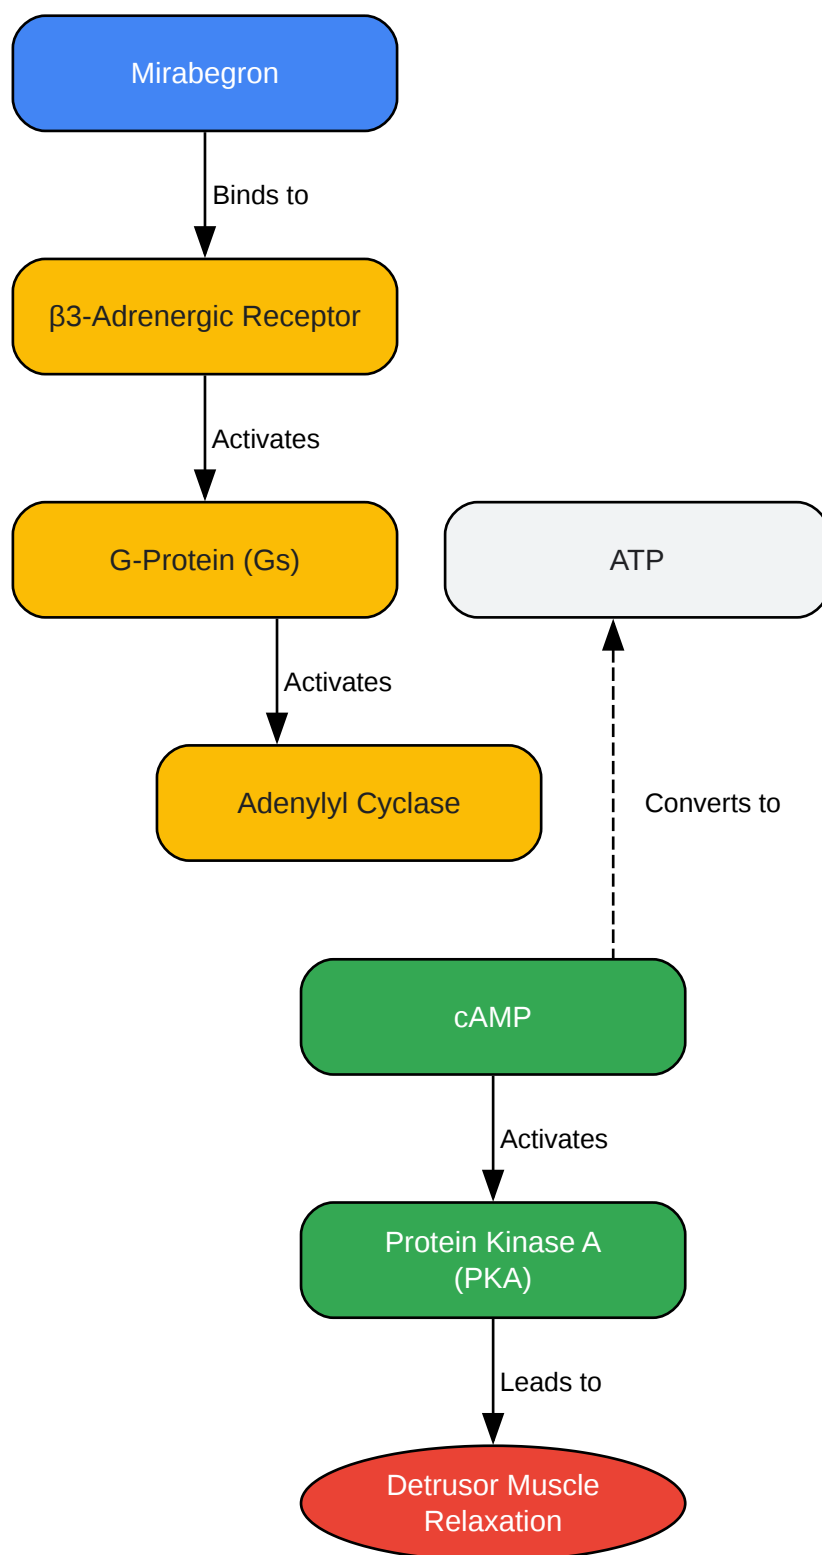 Mirabegron
Binds to
β3-Adrenergic Receptor
Activates
G-Protein (Gs)
ATP
Activates
Adenylyl Cyclase
Converts to
cAMP
Activates
Protein Kinase A
(PKA)
Leads to
Detrusor Muscle
Relaxation